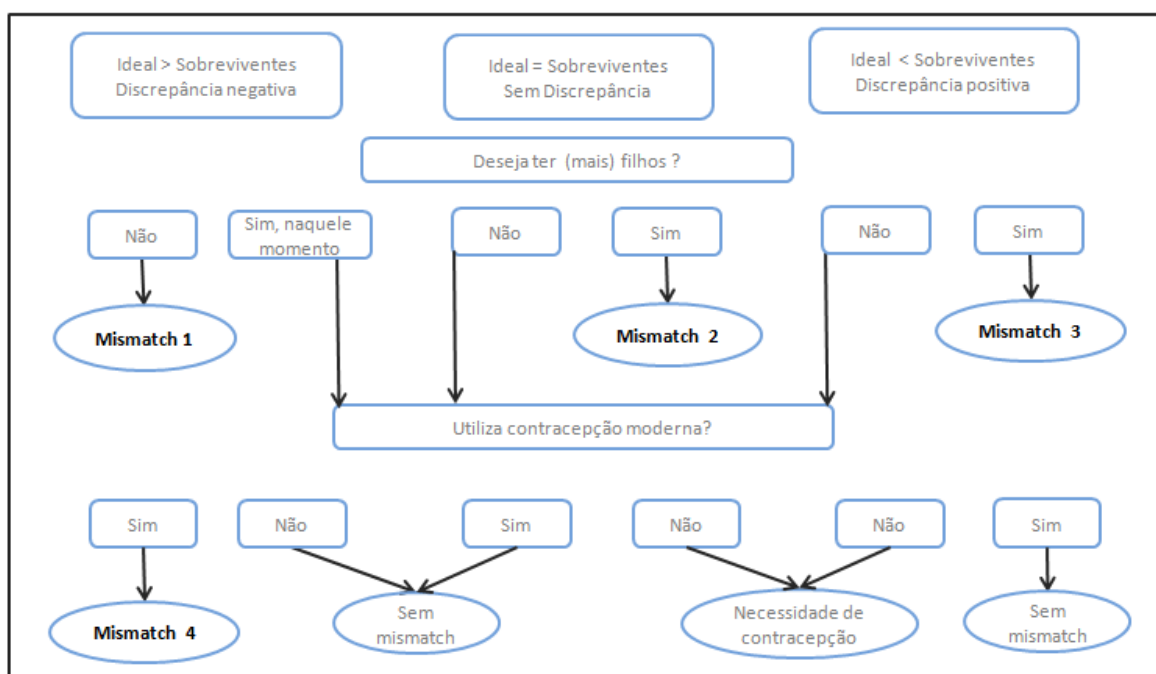 Ideal > Sobreviventes
Discrepância negativa
Ideal = Sobreviventes
Sem Discrepância
Ideal < Sobreviventes
Discrepância positiva
Deseja ter (mais) filhos ?
Não
Sim, naquele
momento
Não
Sim
Não
Sim
Mismatch 1
Mismatch 2
Mismatch 3
Utiliza contracepção moderna?
Sim
Não
Sim
Não
Não
Sim
Mismatch 4
Sem
mismatch
Necessidade de
contracepção
Sem
mismatch